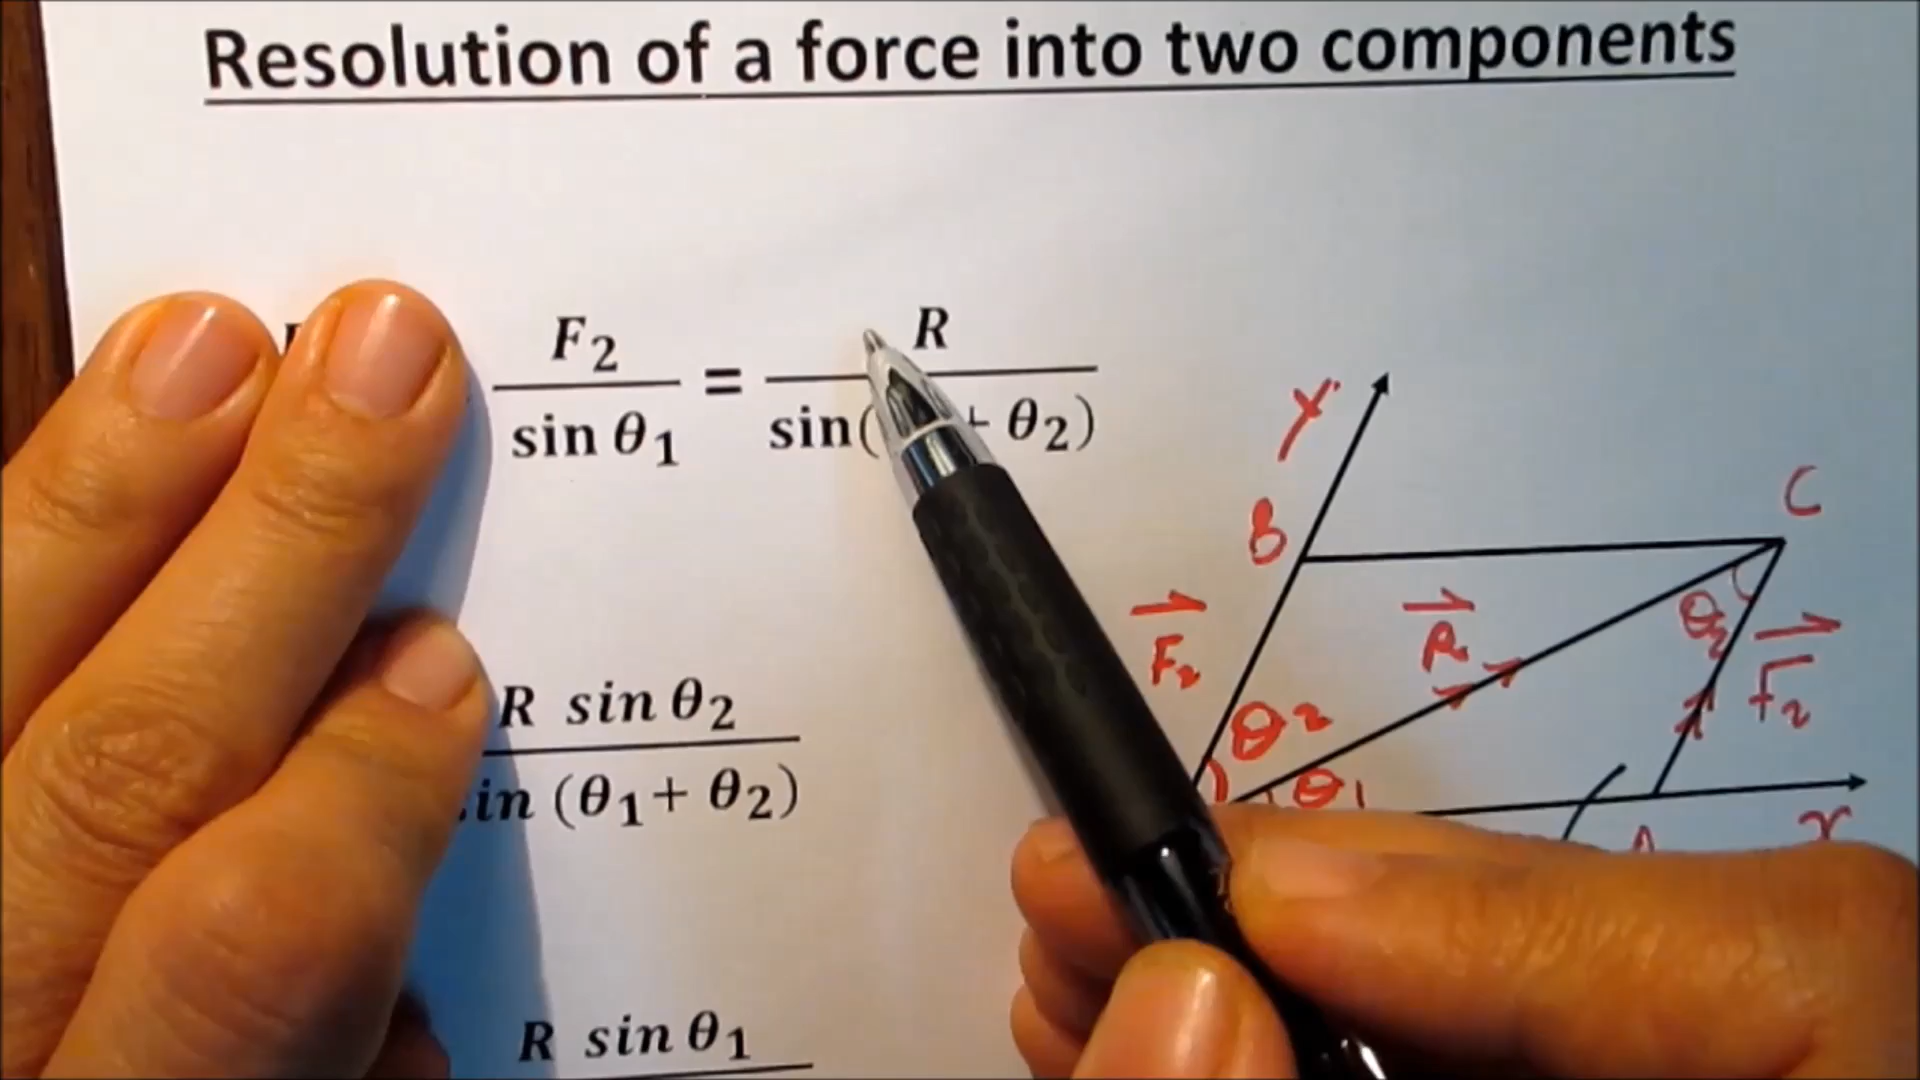 Resolution of a force into two components
F₂ = R
sin θ₁ sin( + θ₂)
R sin θ₂
in (θ₁+ θ₂)
R sin θ₁
Y
B
C
F₂
R
θ₂
F₂
θ2
θ1
A
x